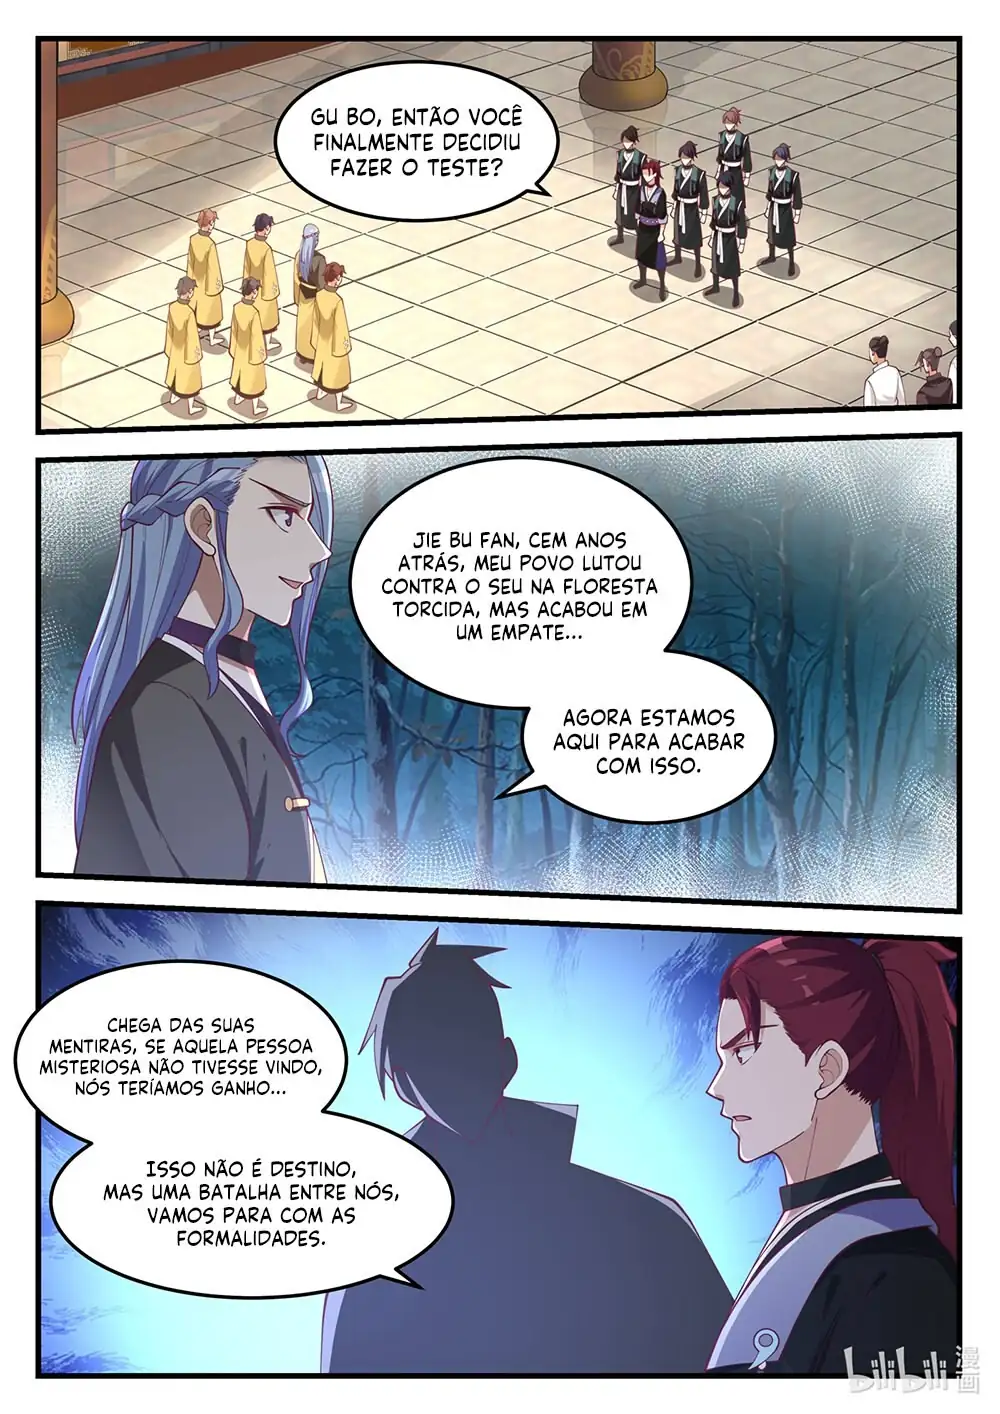 GU BO, ENTÃO VOCÊ
FINALMENTE DECIDIU
FAZER O TESTE?
JIE BU FAN, CEM ANOS
ATRÁS, MEU POVO LUTOU
CONTRA O SEU NA FLORESTA
TORCIDA, MAS ACABOU EM
UM EMPATE...
AGORA ESTAMOS
AQUI PARA ACABAR
COM ISSO.
CHEGA DAS SUAS
MENTIRAS, SE AQUELA PESSOA
MISTERIOSA NÃO TIVESSE VINDO,
NÓS TERÍAMOS GANHO...
ISSO NÃO É DESTINO,
MAS UMA BATALHA ENTRE NÓS,
VAMOS PARA COM AS
FORMALIDADES.
bilibili 漫画